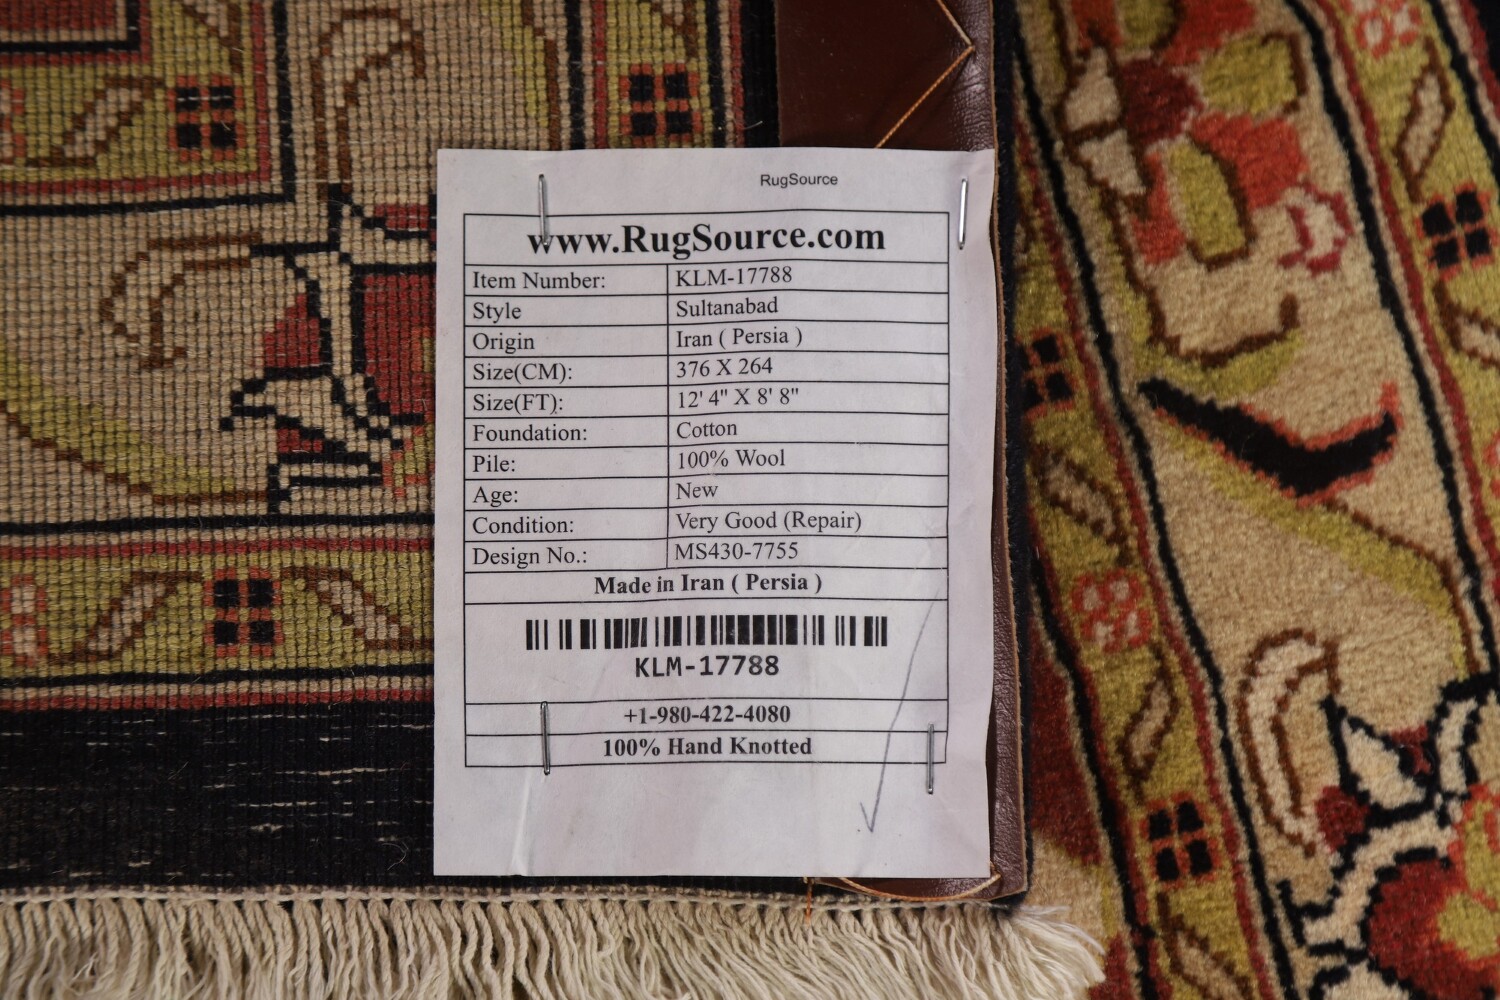 RugSource
www.RugSource.com
Item Number: KLM-17788
Style Sultanabad
Origin Iran ( Persia )
Size(CM): 376 X 264
Size(FT): 12' 4" X 8' 8"
Foundation: Cotton
Pile: 100% Wool
Age: New
Condition: Very Good (Repair)
Design No.: MS430-7755
Made in Iran ( Persia )
KLM-17788
+1-980-422-4080
100% Hand Knotted